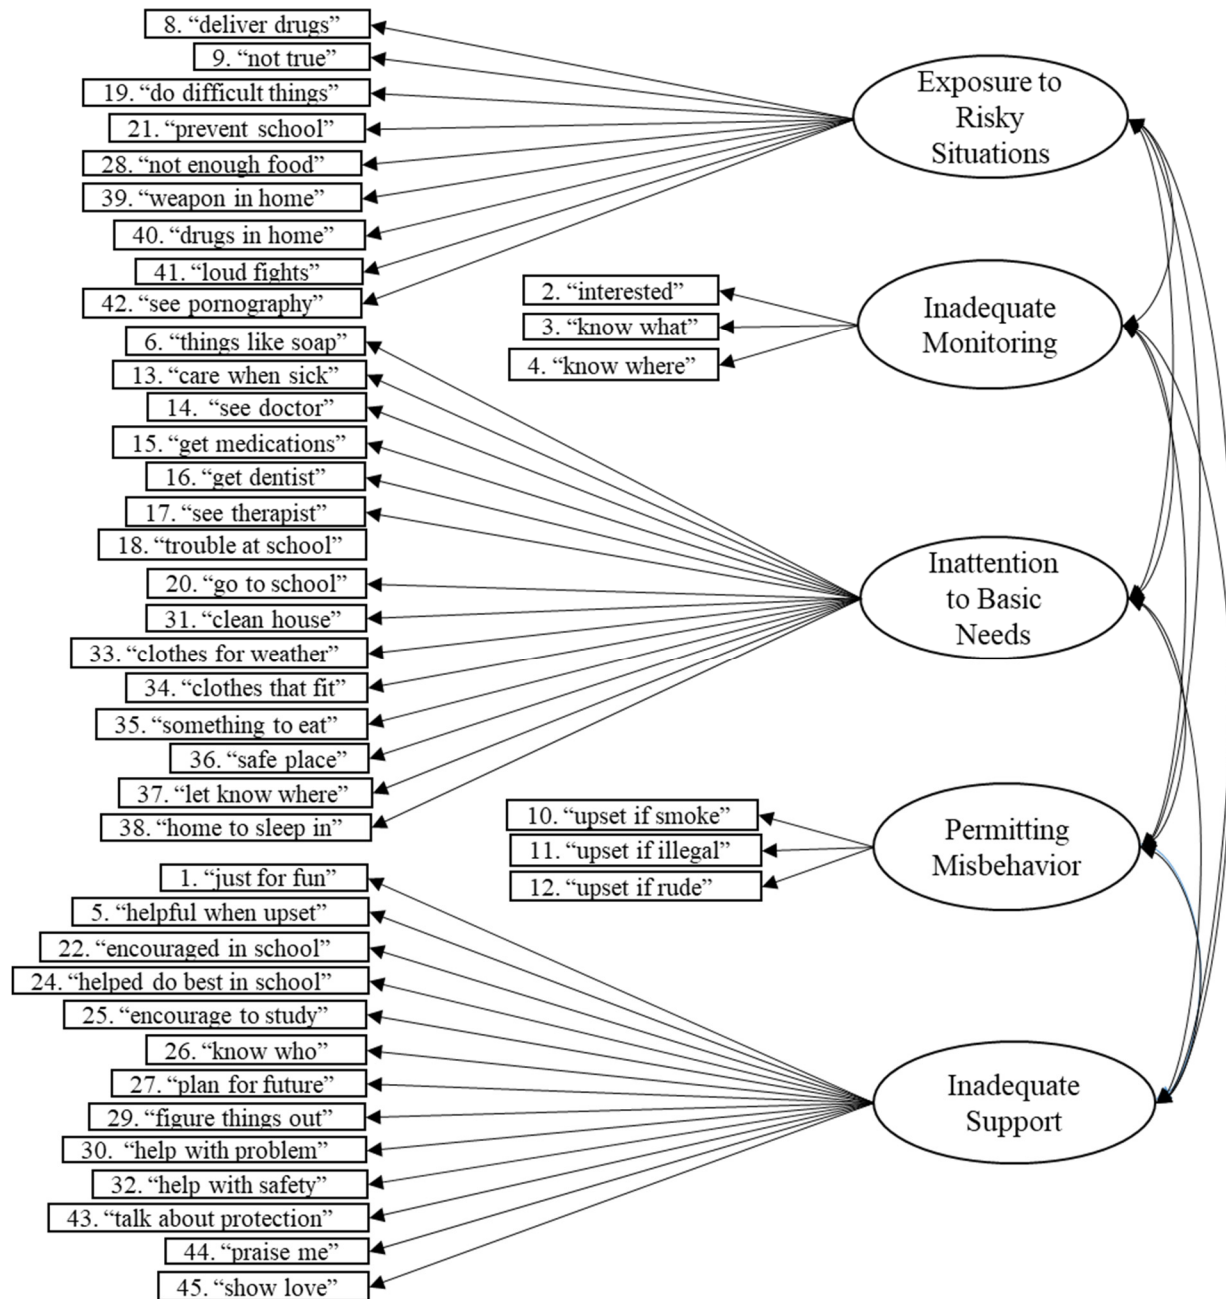 8. “deliver drugs”
9. “not true”
19. “do difficult things”
21. “prevent school”
28. “not enough food”
39. “weapon in home”
40. “drugs in home”
41. “loud fights”
42. “see pornography”
Exposure to
Risky
Situations
2. “interested”
3. “know what”
4. “know where”
Inadequate
Monitoring
6. “things like soap”
13. “care when sick”
14. “see doctor”
15. “get medications”
16. “get dentist”
17. “see therapist”
18. “trouble at school”
20. “go to school”
31. “clean house”
33. “clothes for weather”
34. “clothes that fit”
35. “something to eat”
36. “safe place”
37. “let know where”
38. “home to sleep in”
Inattention
to Basic
Needs
10. “upset if smoke”
11. “upset if illegal”
12. “upset if rude”
Permitting
Misbehavior
1. “just for fun”
5. “helpful when upset”
22. “encouraged in school”
24. “helped do best in school”
25. “encourage to study”
26. “know who”
27. “plan for future”
29. “figure things out”
30. “help with problem”
32. “help with safety”
43. “talk about protection”
44. “praise me”
45. “show love”
Inadequate
Support